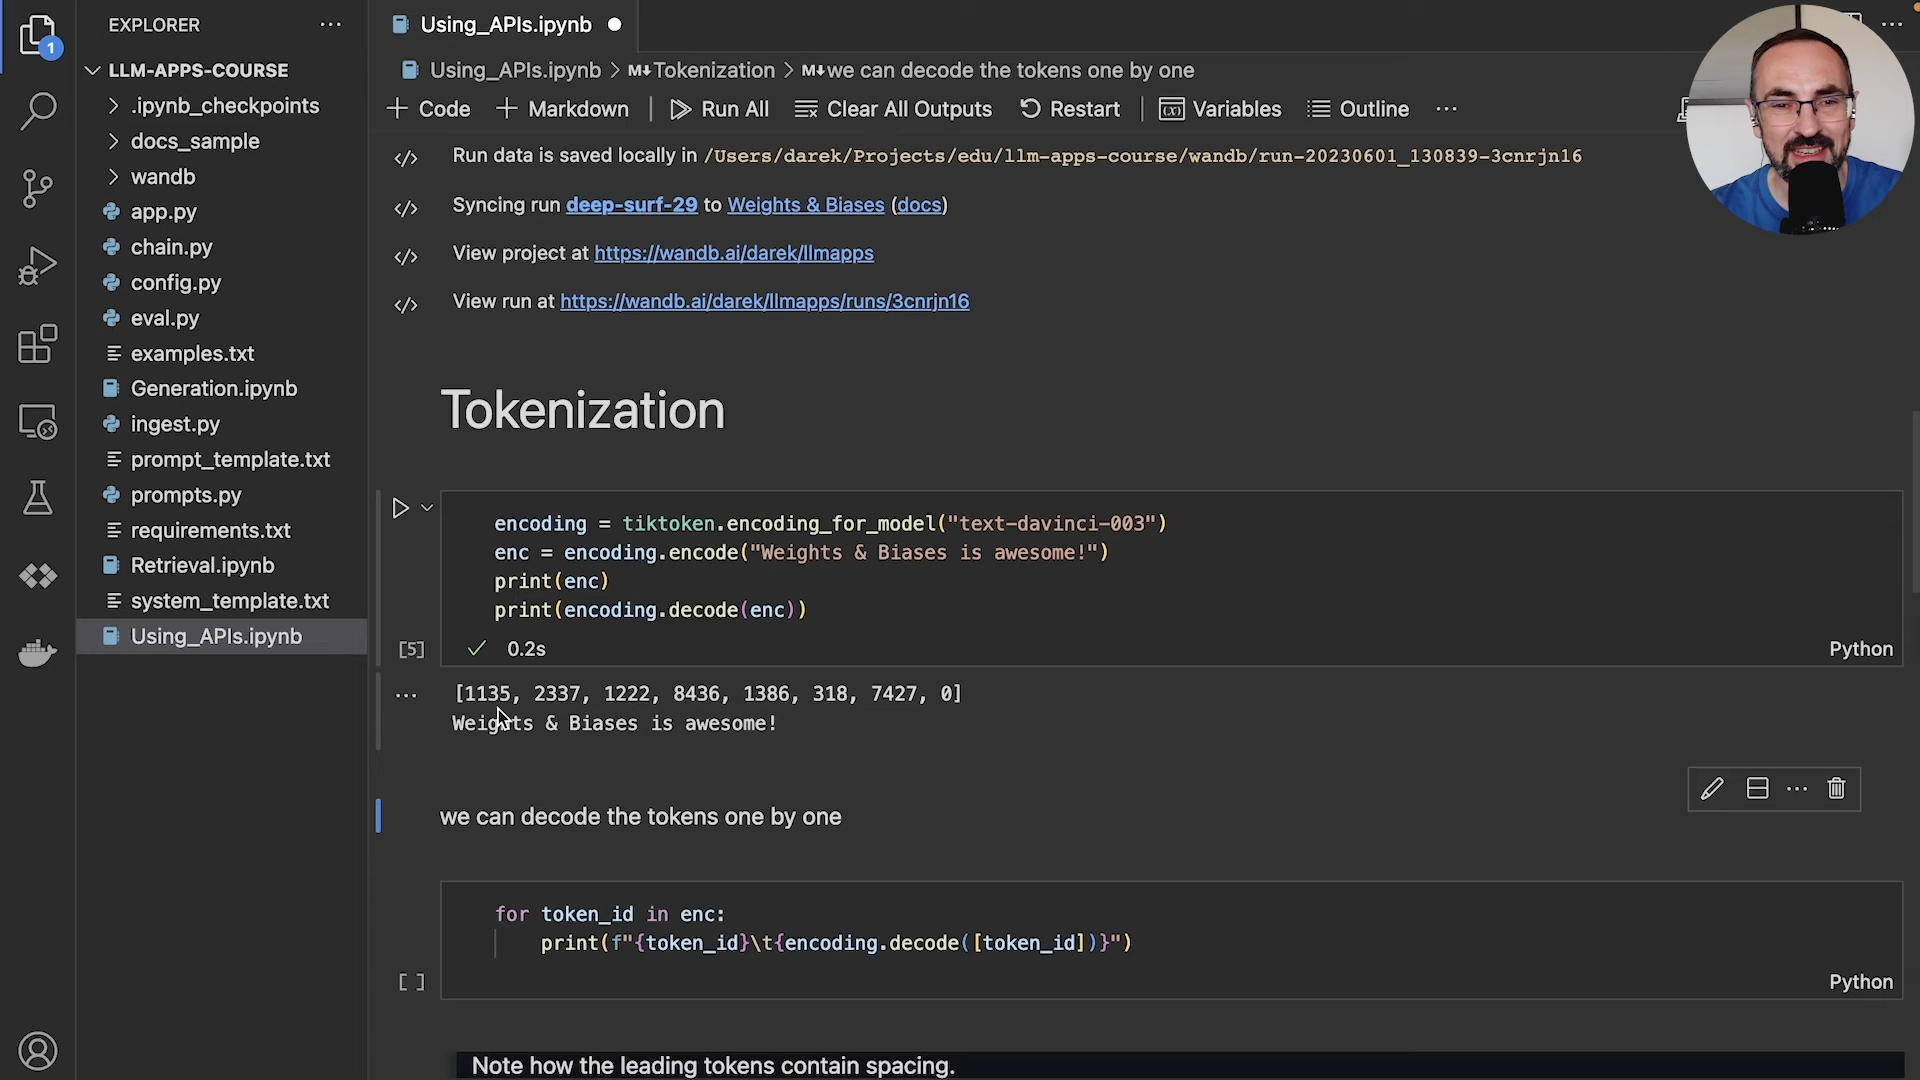 EXPLORER
Using_APIs.ipynb
1
LLM-APPS-COURSE
.ipynb_checkpoints
docs_sample
wandb
app.py
chain.py
config.py
eval.py
examples.txt
Generation.ipynb
ingest.py
prompt_template.txt
prompts.py
requirements.txt
Retrieval.ipynb
system_template.txt
Using_APIs.ipynb
Using_APIs.ipynb > M↓Tokenization > M↓we can decode the tokens one by one
+ Code + Markdown | Run All Clear All Outputs Restart | Variables Outline ...
Run data is saved locally in /Users/darek/Projects/edu/llm-apps-course/wandb/run-20230601_130839-3cnrjn16
Syncing run deep-surf-29 to Weights & Biases (docs)
View project at https://wandb.ai/darek/llmapps
View run at https://wandb.ai/darek/llmapps/runs/3cnrjn16
Tokenization
encoding = tiktoken.encoding_for_model("text-davinci-003")
enc = encoding.encode("Weights & Biases is awesome!")
print(enc)
print(encoding.decode(enc))
[5] ✓ 0.2s Python
[1135, 2337, 1222, 8436, 1386, 318, 7427, 0]
Weights & Biases is awesome!
we can decode the tokens one by one
for token_id in enc:
print(f"{token_id}\t{encoding.decode([token_id])}")
[ ] Python
Note how the leading tokens contain spacing.